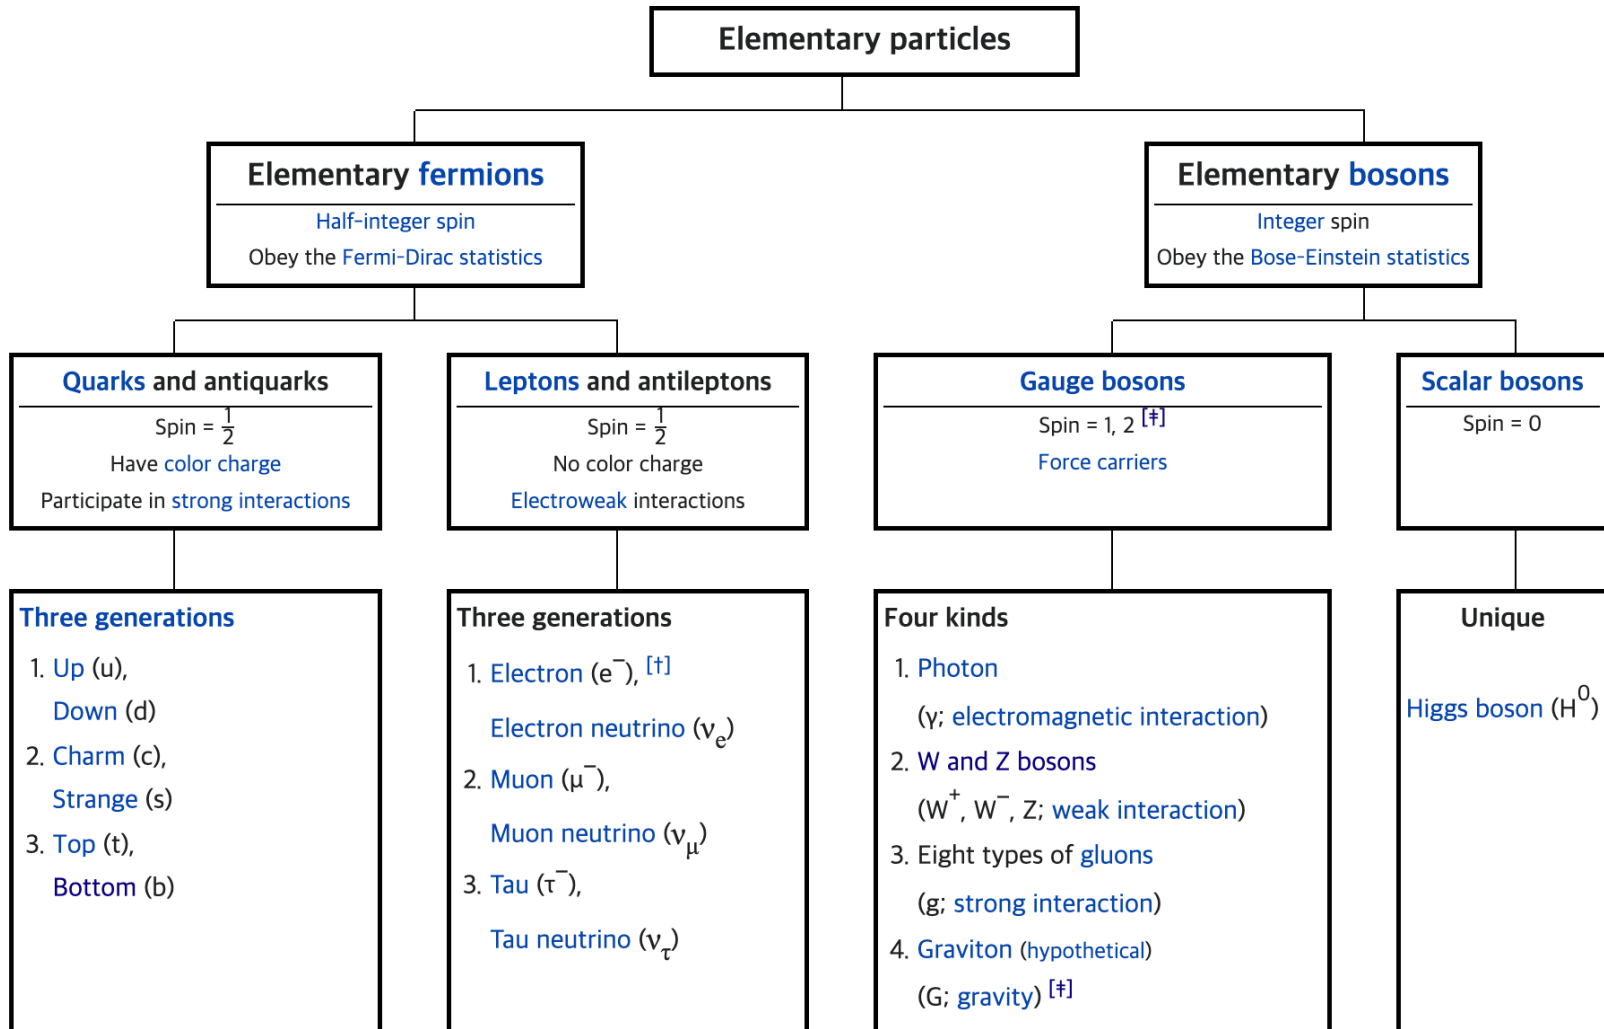 Elementary particles
Elementary fermions
Half-integer spin
Obey the Fermi-Dirac statistics
Elementary bosons
Integer spin
Obey the Bose-Einstein statistics
Quarks and antiquarks
Spin = 1/2
Have color charge
Participate in strong interactions
Leptons and antileptons
Spin = 1/2
No color charge
Electroweak interactions
Gauge bosons
Spin = 1, 2 [‡]
Force carriers
Scalar bosons
Spin = 0
Three generations
1. Up (u),
Down (d)
2. Charm (c),
Strange (s)
3. Top (t),
Bottom (b)
Three generations
1. Electron (e⁻), [†]
Electron neutrino (νₑ)
2. Muon (μ⁻),
Muon neutrino (ν_μ)
3. Tau (τ⁻),
Tau neutrino (ν_τ)
Four kinds
1. Photon
(γ; electromagnetic interaction)
2. W and Z bosons
(W⁺, W⁻, Z; weak interaction)
3. Eight types of gluons
(g; strong interaction)
4. Graviton (hypothetical)
(G; gravity) [‡]
Unique
Higgs boson (H⁰)